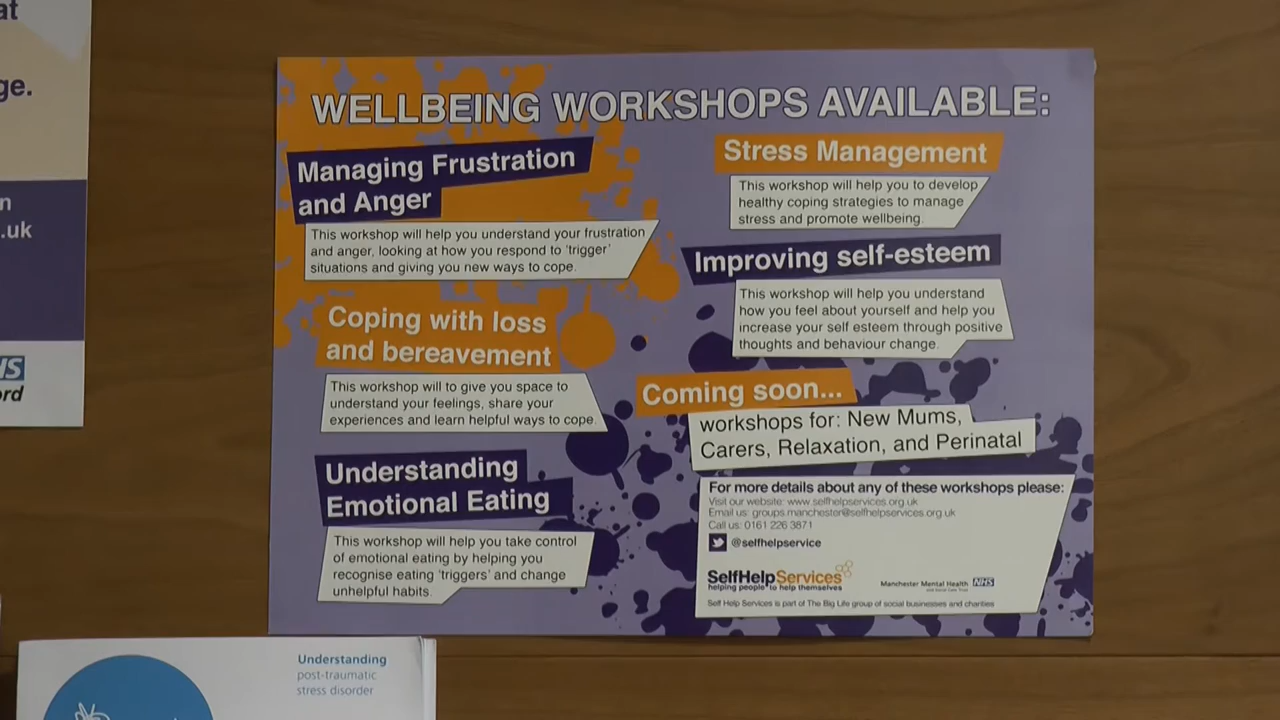 at
ge.
n
.uk
HS
ord
WELLBEING WORKSHOPS AVAILABLE:
Managing Frustration
and Anger
This workshop will help you understand your frustration
and anger, looking at how you respond to 'trigger'
situations and giving you new ways to cope.
Coping with loss
and bereavement
This workshop will to give you space to
understand your feelings, share your
experiences and learn helpful ways to cope.
Understanding
Emotional Eating
This workshop will help you take control
of emotional eating by helping you
recognise eating 'triggers' and change
unhelpful habits.
Stress Management
This workshop will help you to develop
healthy coping strategies to manage
stress and promote wellbeing.
Improving self-esteem
This workshop will help you understand
how you feel about yourself and help you
increase your self esteem through positive
thoughts and behaviour change.
Coming soon...
workshops for: New Mums,
Carers, Relaxation, and Perinatal
For more details about any of these workshops please:
Visit our website: www.selfhelpservices.org.uk
Email us: groups.manchester@selfhelpservices.org.uk
Call us: 0161 226 3871
@selfhelpservice
SelfHelpServices
helping people to help themselves
Manchester Mental Health NHS
and Social Care Trust
Self Help Services is part of The Big Life group of social businesses and charities
Understanding
post-traumatic
stress disorder